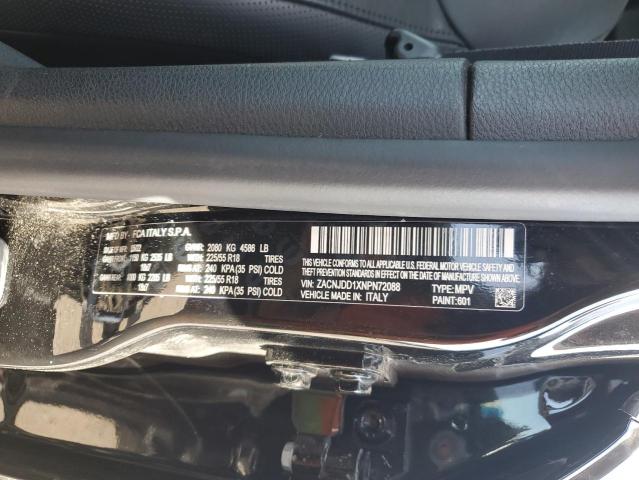 MFD BY: FCA ITALY S.P.A.
GVWR: 2080 KG 4586 LB
225/55 R18 TIRES
AT: 240 KPA(35 PSI) COLD
225/55 R18 TIRES
AT: 240 KPA(35 PSI) COLD
THIS VEHICLE CONFORMS TO ALL APPLICABLE U.S. FEDERAL MOTOR VEHICLE SAFETY,
BUMPER, AND THEFT PREVENTION STANDARDS IN EFFECT ON THE DATE OF MANUFACTURE SHOWN ABOVE.
VIN: ZACNJDD1XNPN72088 TYPE: MPV
VEHICLE MADE IN: ITALY PAINT: 601